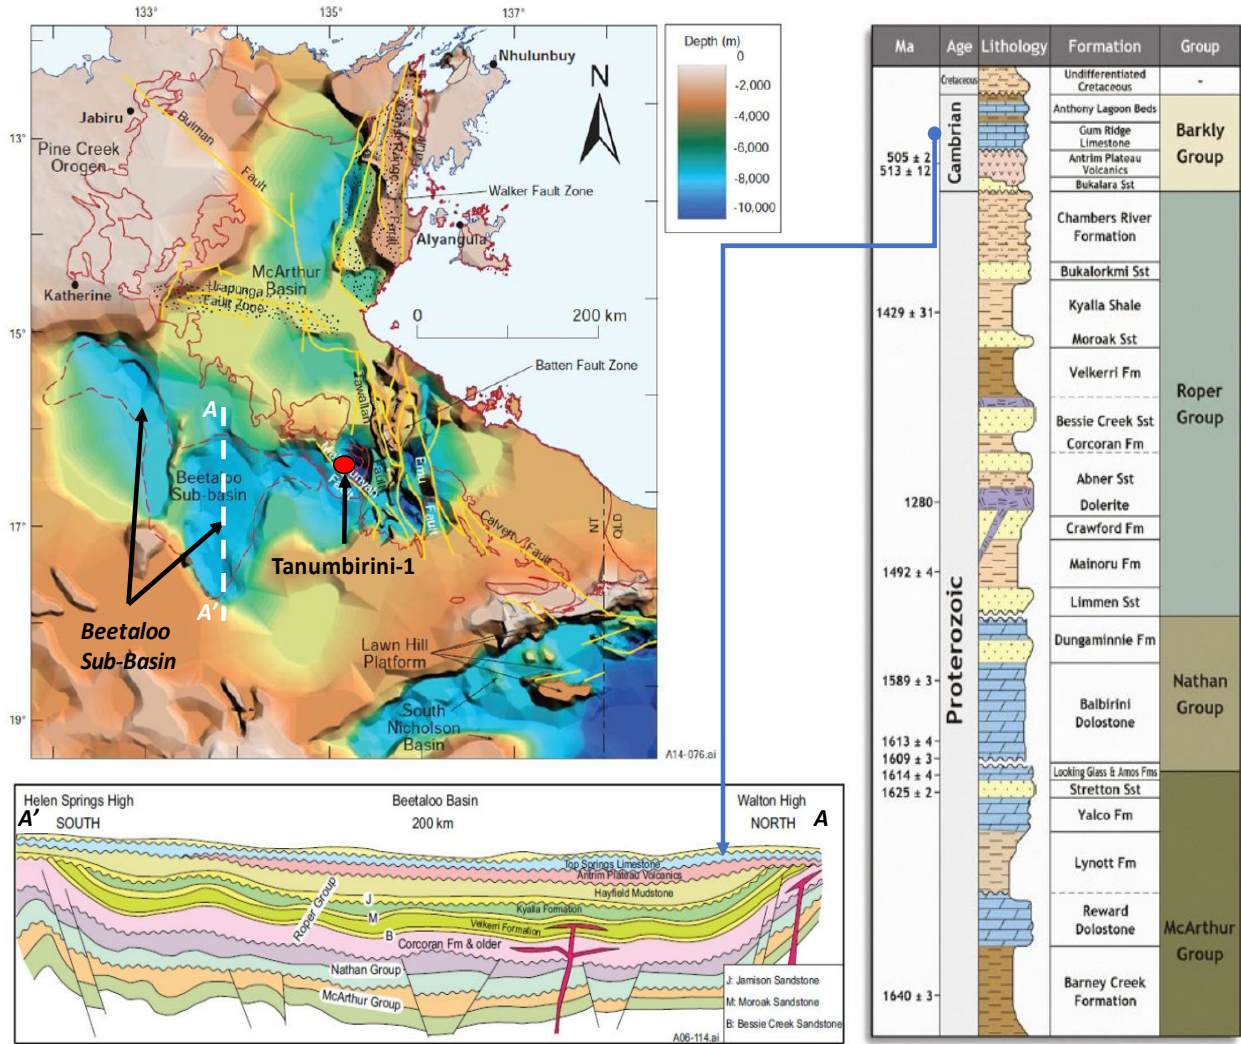 133°
135°
137°
13°
15°
17°
19°
Depth (m)
0
-2,000
-4,000
-6,000
-8,000
-10,000
N
Nhulunbuy
Jabiru
Pine Creek
Orogen
Bulman
Fault
Walker Fault Zone
Alyangula
McArthur
Basin
Urapunga
Fault Zone
Katherine
0
200 km
Batten Fault Zone
Tawallah
Fault
Emu
Fault
Calvert
Fault
NT
QLD
A
Beetaloo
Sub-basin
Tanumbirini-1
A'
Beetaloo
Sub-Basin
Lawn Hill
Platform
South
Nicholson
Basin
A14-076.ai
Helen Springs High
Beetaloo Basin
Walton High
A'
SOUTH
200 km
NORTH
A
Top Springs Limestone
Antrim Plateau Volcanics
Hayfield Mudstone
Roper Group
J
Kyalla Formation
M
Velkerri Formation
B
Corcoran Fm & older
Nathan Group
McArthur Group
J: Jamison Sandstone
M: Moroak Sandstone
B: Bessie Creek Sandstone
A06-114.ai
Ma
Age
Lithology
Formation
Group
Cretaceous
Undifferentiated
Cretaceous
-
Cambrian
Anthony Lagoon Beds
Gum Ridge
Limestone
Barkly
Group
505 ± 2
513 ± 12
Antrim Plateau
Volcanics
Bukalara Sst
Proterozoic
Chambers River
Formation
Bukalorkmi Sst
1429 ± 31
Kyalla Shale
Moroak Sst
Velkerri Fm
Roper
Group
Bessie Creek Sst
Corcoran Fm
Abner Sst
1280
Dolerite
Crawford Fm
1492 ± 4
Mainoru Fm
Limmen Sst
Dungaminnie Fm
1589 ± 3
Nathan
Group
Balbirini
Dolostone
1613 ± 4
1609 ± 3
1614 ± 4
Looking Glass & Amos Fms
1625 ± 2
Stretton Sst
Yalco Fm
Lynott Fm
Reward
Dolostone
McArthur
Group
1640 ± 3
Barney Creek
Formation